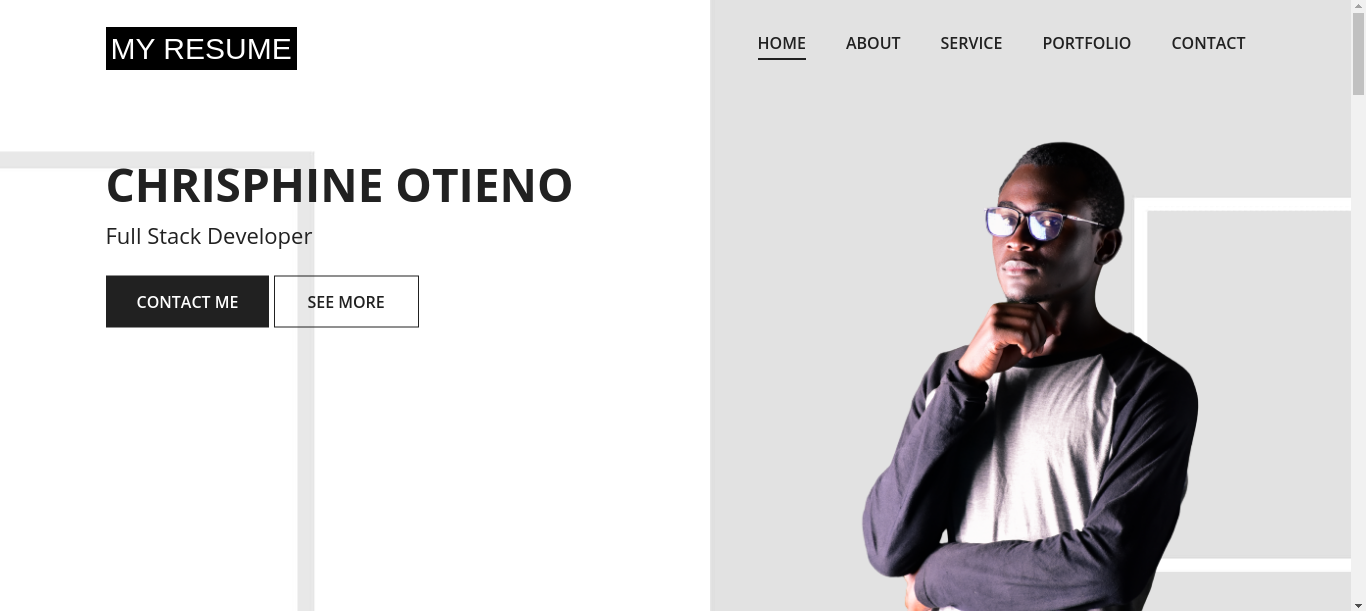 MY RESUME
HOME ABOUT SERVICE PORTFOLIO CONTACT
CHRISPHINE OTIENO
Full Stack Developer
CONTACT ME SEE MORE